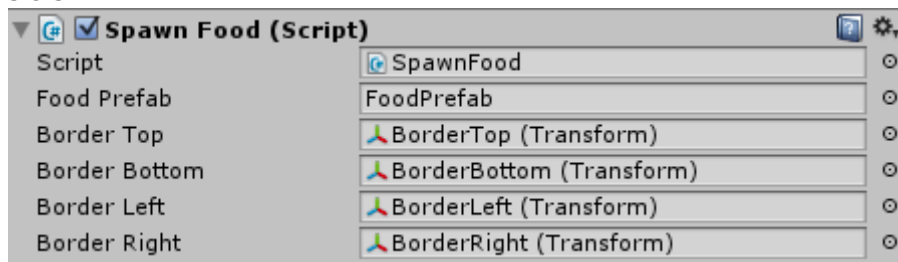 Spawn Food (Script)
Script SpawnFood
Food Prefab FoodPrefab
Border Top BorderTop (Transform)
Border Bottom BorderBottom (Transform)
Border Left BorderLeft (Transform)
Border Right BorderRight (Transform)